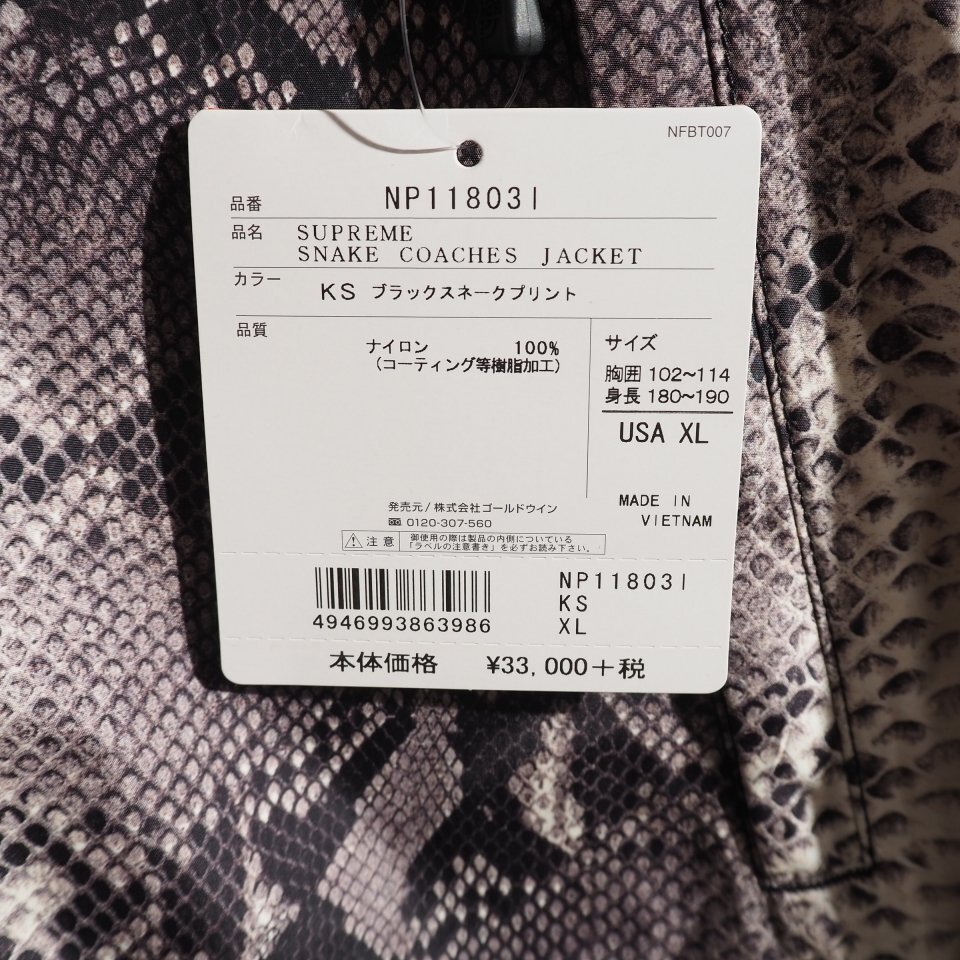 NFBT007
品番 NP11803I
品名 SUPREME
SNAKE COACHES JACKET
カラー KS ブラックスネークプリント
品質
ナイロン 100%
(コーティング等樹脂加工)
サイズ
胸囲 102~114
身長 180~190
USA XL
MADE IN
VIETNAM
発売元/株式会社ゴールドウイン
0120-307-560
注意 御使用の際は製品の内側についている
「ラベルの注意書き」を必ずお読み下さい。
4946993863986
NP11803I
KS
XL
本体価格 ¥33,000+税